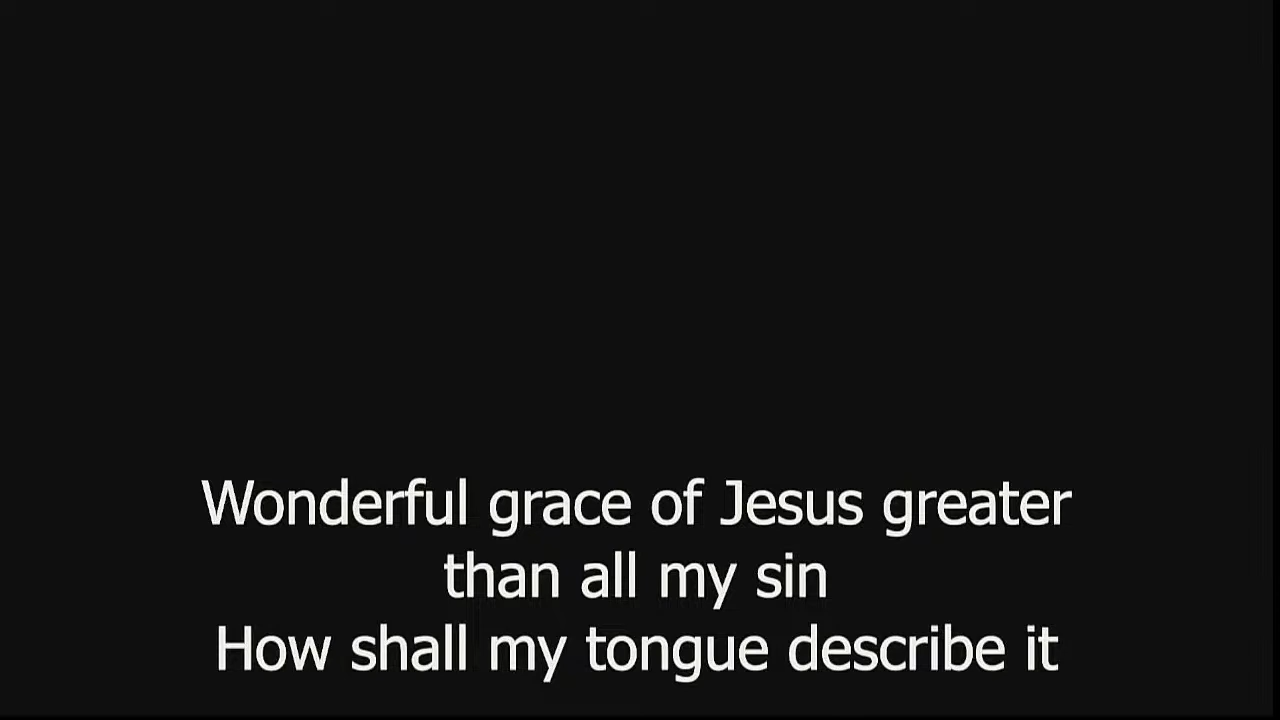 Wonderful grace of Jesus greater
than all my sin
How shall my tongue describe it